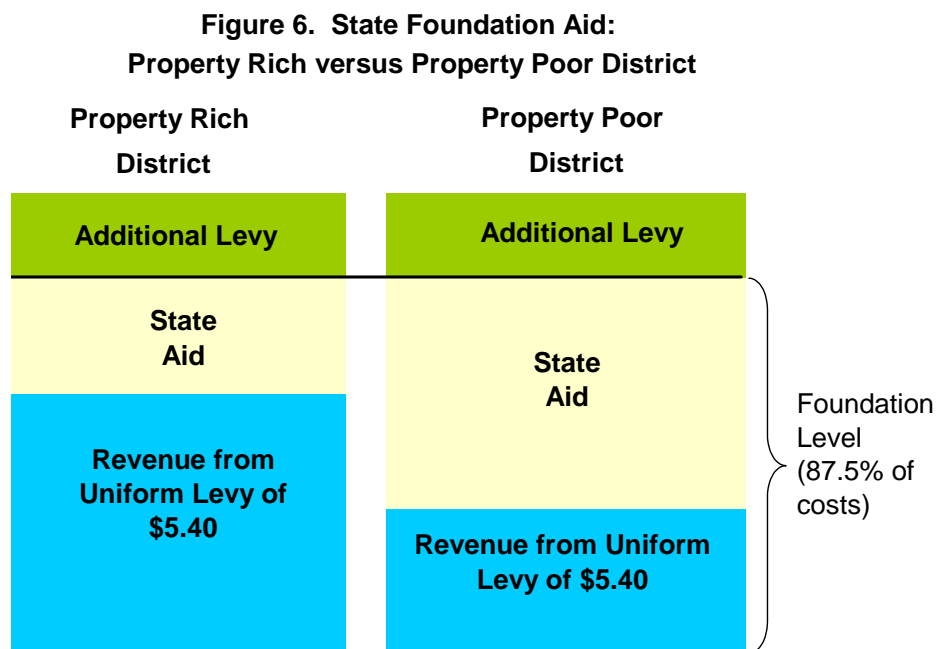 Figure 6.  State Foundation Aid:
Property Rich versus Property Poor District
Property Rich
District
Property Poor
District
Additional Levy
Additional Levy
State
Aid
State
Aid
Revenue from
Uniform Levy of
$5.40
Revenue from Uniform
Levy of $5.40
Foundation
Level
(87.5% of
costs)